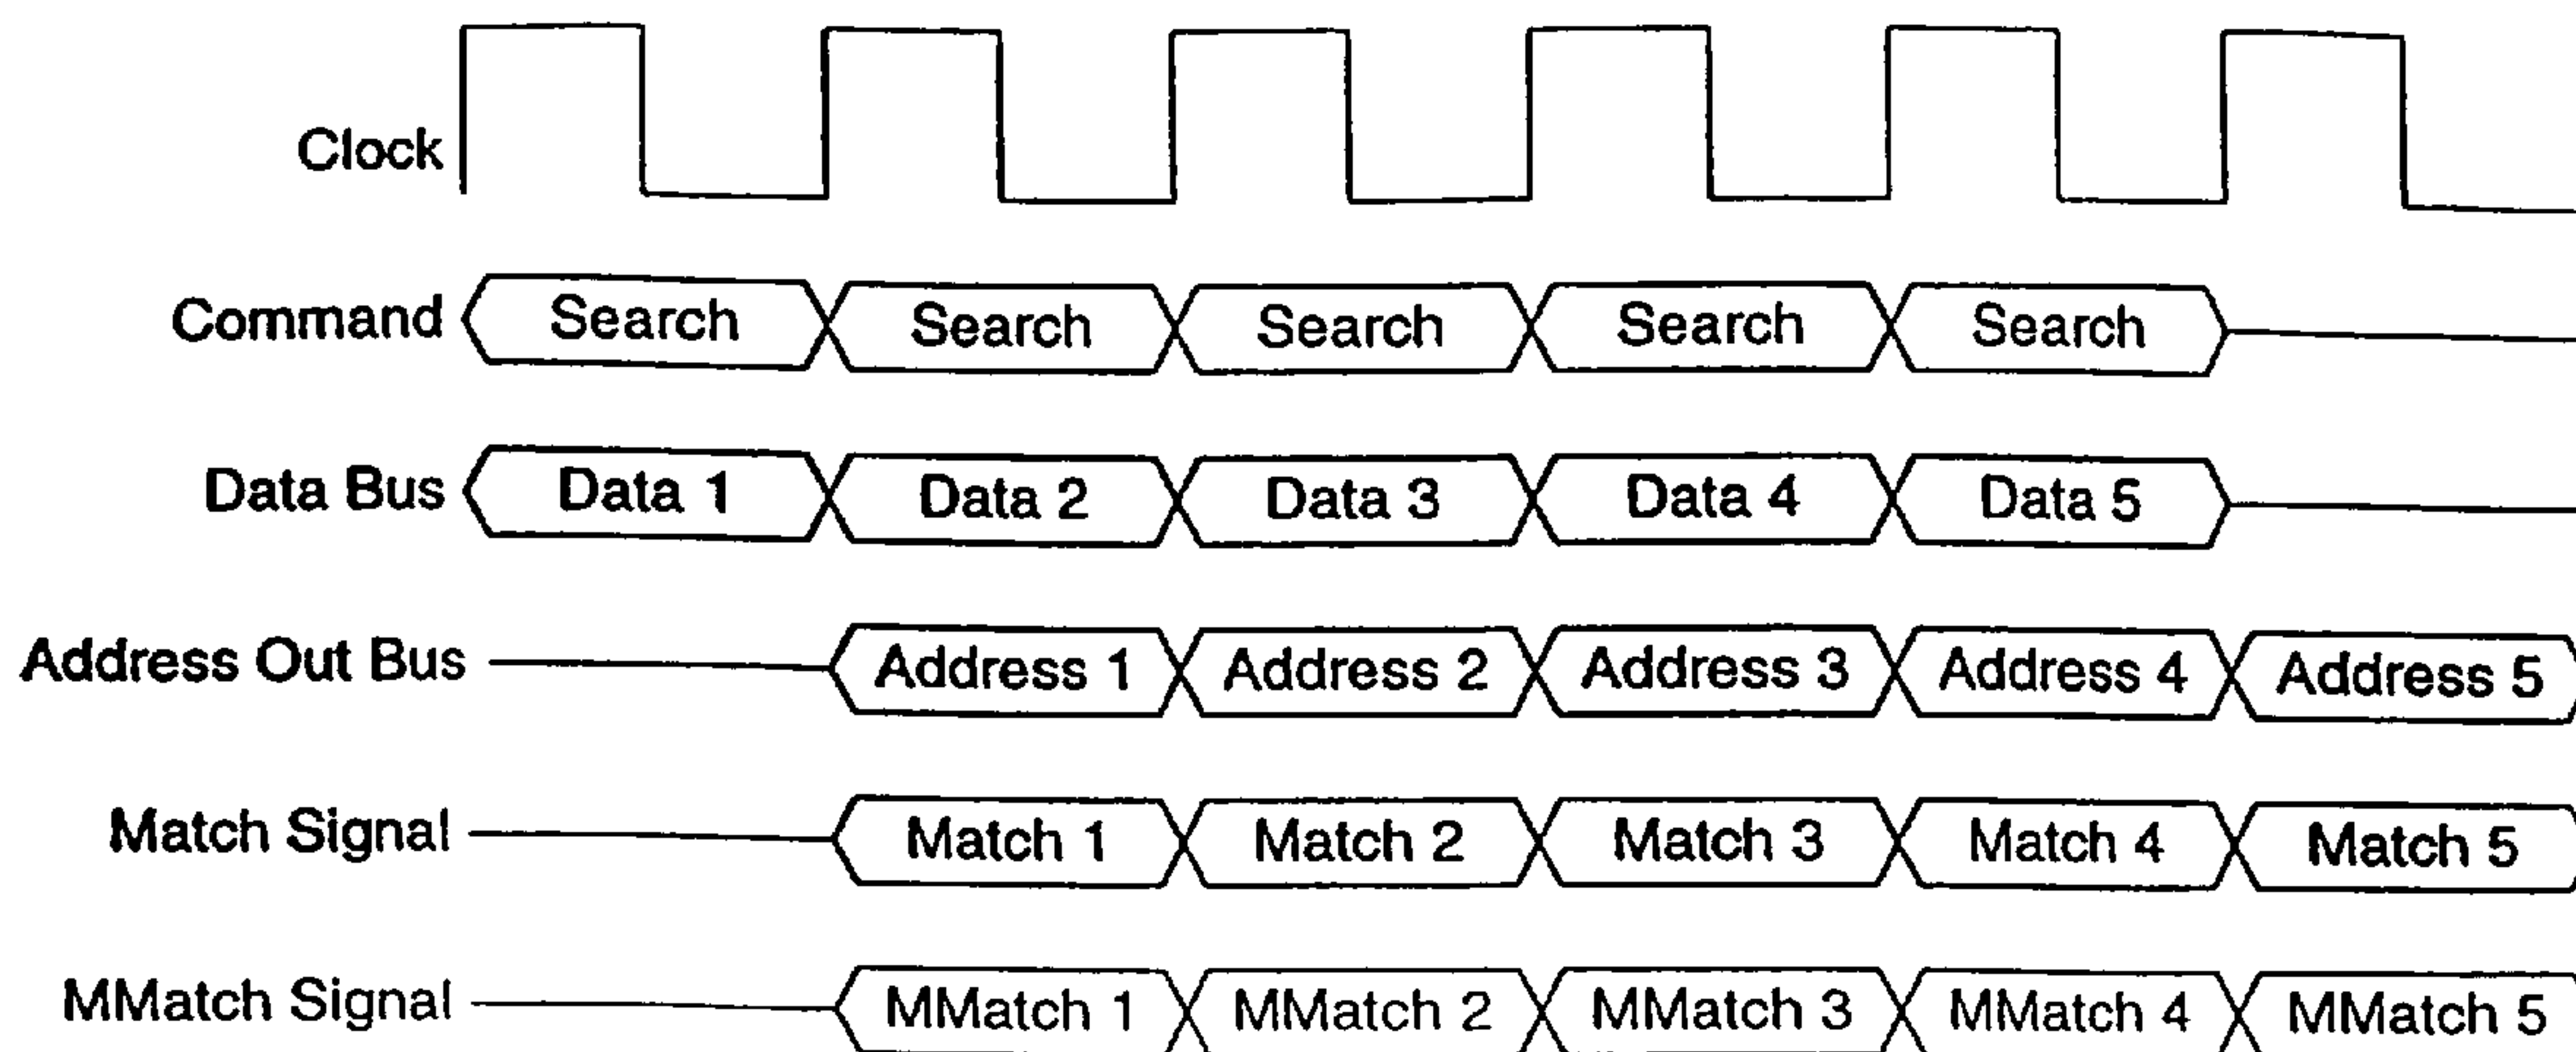 Clock
Command Search Search Search Search Search
Data Bus Data 1 Data 2 Data 3 Data 4 Data 5
Address Out Bus Address 1 Address 2 Address 3 Address 4 Address 5
Match Signal Match 1 Match 2 Match 3 Match 4 Match 5
MMatch Signal MMatch 1 MMatch 2 MMatch 3 MMatch 4 MMatch 5